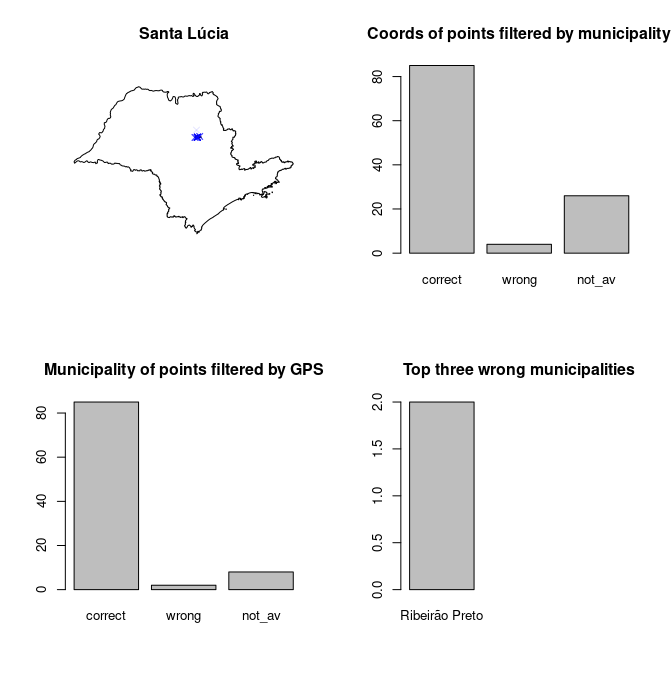 Santa Lúcia
Coords of points filtered by municipality
80
60
40
20
0
correct wrong not_av
Municipality of points filtered by GPS
80
60
40
20
0
correct wrong not_av
Top three wrong municipalities
2.0
1.5
1.0
0.5
0.0
Ribeirão Preto